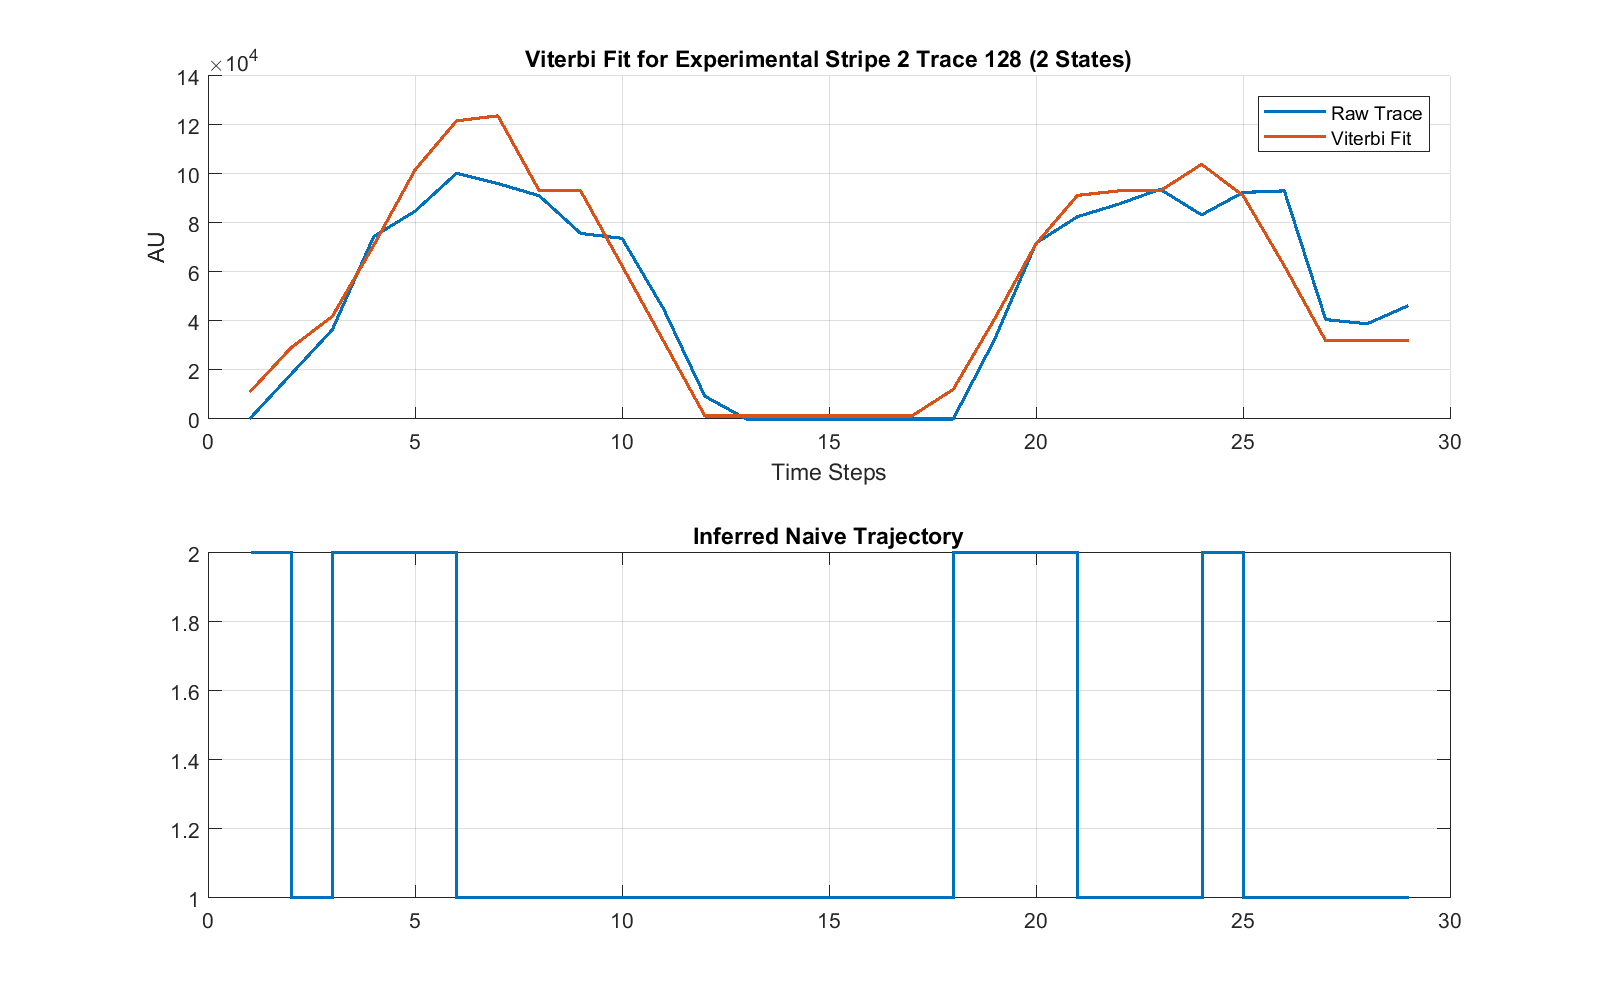 Viterbi Fit for Experimental Stripe 2 Trace 128 (2 States)
×10^4
14
12
10
8
6
4
2
0
AU
Raw Trace
Viterbi Fit
0 5 10 15 20 25 30
Time Steps
Inferred Naive Trajectory
2
1.8
1.6
1.4
1.2
1
0 5 10 15 20 25 30